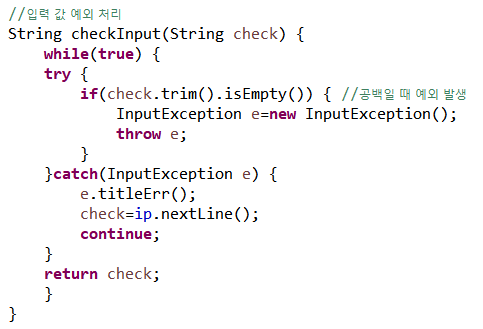 //입력 값 예외 처리
String checkInput(String check) {
    while(true) {
    try {
        if(check.trim().isEmpty()) { //공백일 때 예외 발생
            InputException e=new InputException();
            throw e;
        }
    }catch(InputException e) {
        e.titleErr();
        check=ip.nextLine();
        continue;
    }
    return check;
    }
}